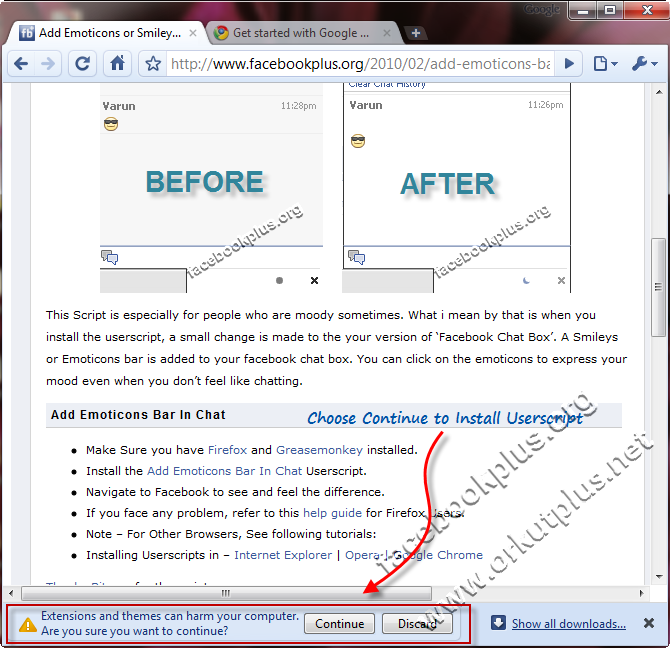 Google
Add Emoticons or Smiley...
Get started with Google ...
http://www.facebookplus.org/2010/02/add-emoticons-ba
Clear Chat History
Varun 11:28pm
Varun 11:26pm
BEFORE
AFTER
facebookplus.org
facebookplus.org
This Script is especially for people who are moody sometimes. What i mean by that is when you
install the userscript, a small change is made to the your version of ‘Facebook Chat Box’. A Smileys
or Emoticons bar is added to your facebook chat box. You can click on the emoticons to express your
mood even when you don’t feel like chatting.
Add Emoticons Bar In Chat
Choose Continue to Install Userscript
Make Sure you have Firefox and Greasemonkey installed.
Install the Add Emoticons Bar In Chat Userscript.
Navigate to Facebook to see and feel the difference.
If you face any problem, refer to this help guide for Firefox Users.
Note – For Other Browsers, See following tutorials:
Installing Userscripts in – Internet Explorer | Opera | Google Chrome
facebookplus.org
www.orkutplus.net
Extensions and themes can harm your computer.
Are you sure you want to continue?
Continue
Discard
Show all downloads...